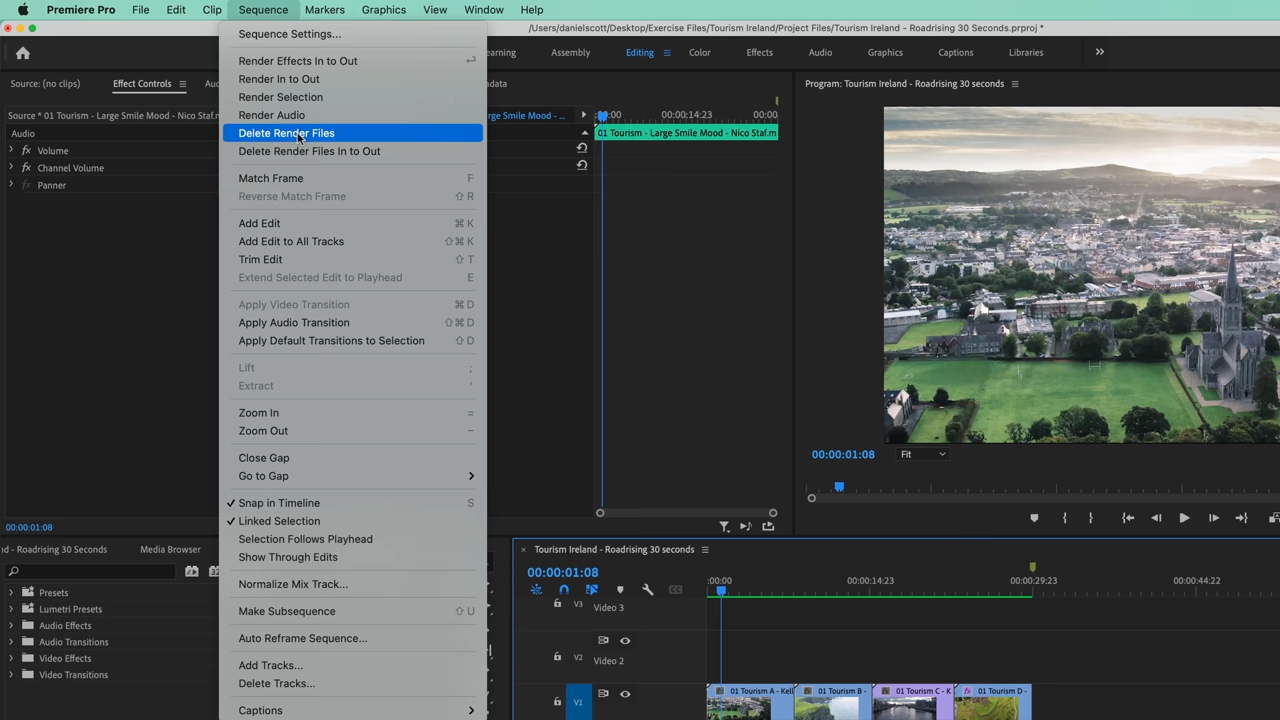 Premiere Pro File Edit Clip Sequence Markers Graphics View Window Help
/Users/danielscott/Desktop/Exercise Files/Tourism Ireland/Project Files/Tourism Ireland - Roadrising 30 Seconds.prproj *
Assembly Editing Color Effects Audio Graphics Captions Libraries
Source: (no clips) Effect Controls
Source * 01 Tourism - Large Smile Mood - Nico Staf.m
Audio
fx Volume
fx Channel Volume
fx Panner
00:00:01:08
Sequence Settings...
Render Effects In to Out
Render In to Out
Render Selection
Render Audio
Delete Render Files
Delete Render Files In to Out
Match Frame F
Reverse Match Frame ⇧ R
Add Edit ⌘ K
Add Edit to All Tracks ⇧⌘ K
Trim Edit ⇧ T
Extend Selected Edit to Playhead E
Apply Video Transition ⌘ D
Apply Audio Transition ⇧⌘ D
Apply Default Transitions to Selection ⇧ D
Lift ;
Extract '
Zoom In =
Zoom Out −
Close Gap
Go to Gap
Snap in Timeline S
Linked Selection
Selection Follows Playhead
Show Through Edits
Normalize Mix Track...
Make Subsequence ⇧ U
Auto Reframe Sequence...
Add Tracks...
Delete Tracks...
Captions
00:00:14:23
01 Tourism - Large Smile Mood - Nico Staf.m
Program: Tourism Ireland - Roadrising 30 seconds
00:00:01:08 Fit
Roadrising 30 Seconds Media Browser
Presets
Lumetri Presets
Audio Effects
Audio Transitions
Video Effects
Video Transitions
× Tourism Ireland - Roadrising 30 seconds
00:00:01:08
:00:00 00:00:14:23 00:00:29:23 00:00:44:22
V3 Video 3
V2 Video 2
V1
01 Tourism A - Kell 01 Tourism B - 01 Tourism C - K fx 01 Tourism D -